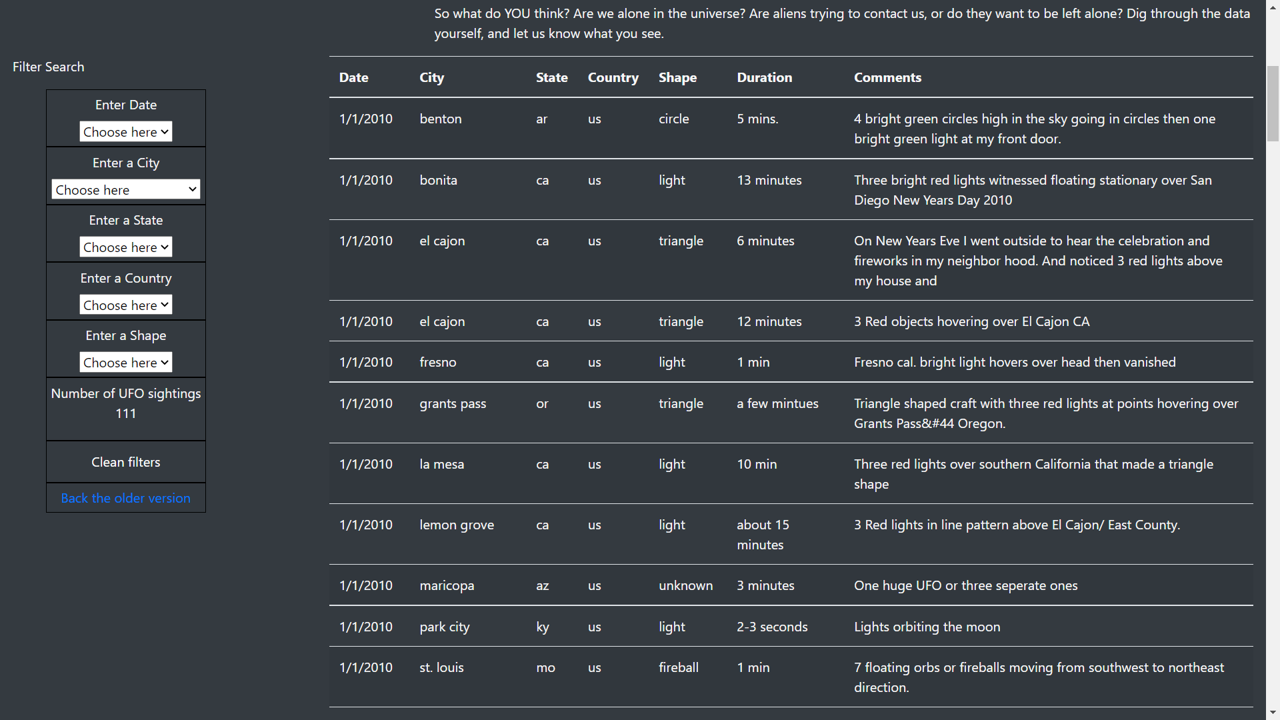 So what do YOU think? Are we alone in the universe? Are aliens trying to contact us, or do they want to be left alone? Dig through the data
yourself, and let us know what you see.
Filter Search
Enter Date
Choose here
Enter a City
Choose here
Enter a State
Choose here
Enter a Country
Choose here
Enter a Shape
Choose here
Number of UFO sightings
111
Clean filters
Back the older version
Date City State Country Shape Duration Comments
1/1/2010 benton ar us circle 5 mins. 4 bright green circles high in the sky going in circles then one
bright green light at my front door.
1/1/2010 bonita ca us light 13 minutes Three bright red lights witnessed floating stationary over San
Diego New Years Day 2010
1/1/2010 el cajon ca us triangle 6 minutes On New Years Eve I went outside to hear the celebration and
fireworks in my neighbor hood. And noticed 3 red lights above
my house and
1/1/2010 el cajon ca us triangle 12 minutes 3 Red objects hovering over El Cajon CA
1/1/2010 fresno ca us light 1 min Fresno cal. bright light hovers over head then vanished
1/1/2010 grants pass or us triangle a few mintues Triangle shaped craft with three red lights at points hovering over
Grants Pass&#44 Oregon.
1/1/2010 la mesa ca us light 10 min Three red lights over southern California that made a triangle
shape
1/1/2010 lemon grove ca us light about 15 3 Red lights in line pattern above El Cajon/ East County.
minutes
1/1/2010 maricopa az us unknown 3 minutes One huge UFO or three seperate ones
1/1/2010 park city ky us light 2-3 seconds Lights orbiting the moon
1/1/2010 st. louis mo us fireball 1 min 7 floating orbs or fireballs moving from southwest to northeast
direction.